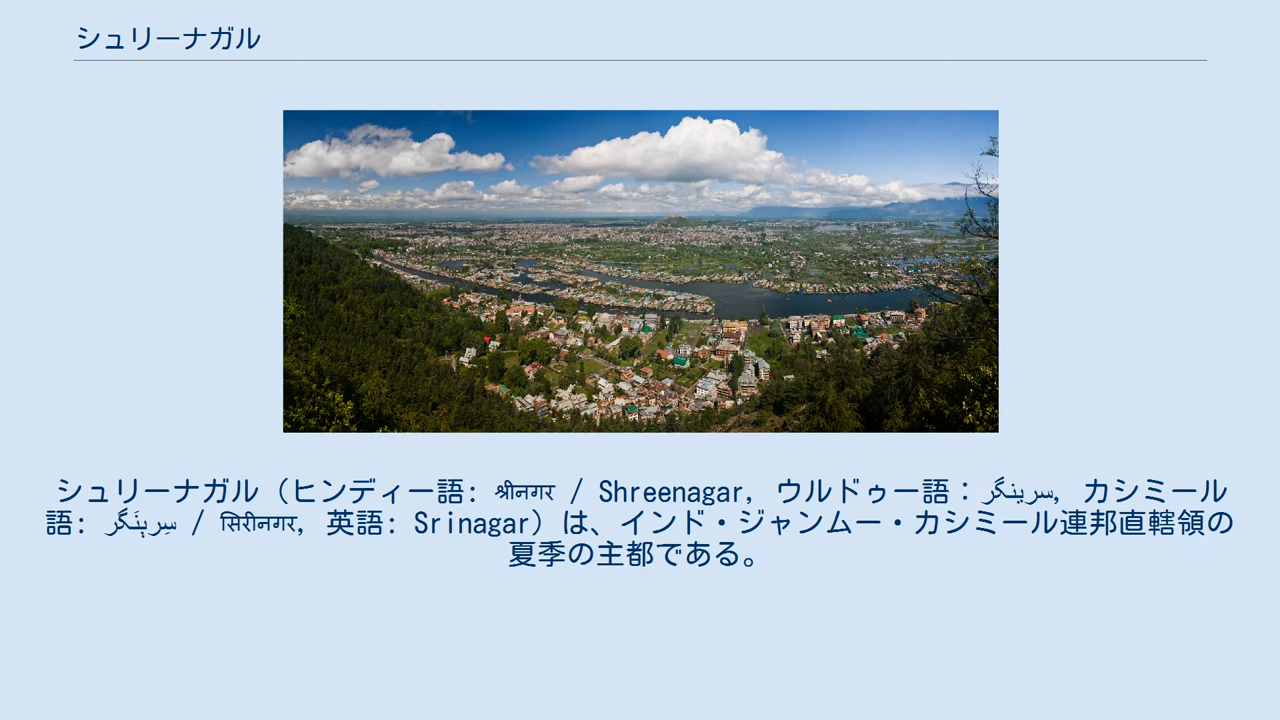 シュリーナガル
シュリーナガル（ヒンディー語: श्रीनगर / Shreenagar, ウルドゥー語：سرینگر, カシミール
語: سِرېنَگَر / सिरीनगर, 英語: Srinagar）は、インド・ジャンムー・カシミール連邦直轄領の
夏季の主都である。